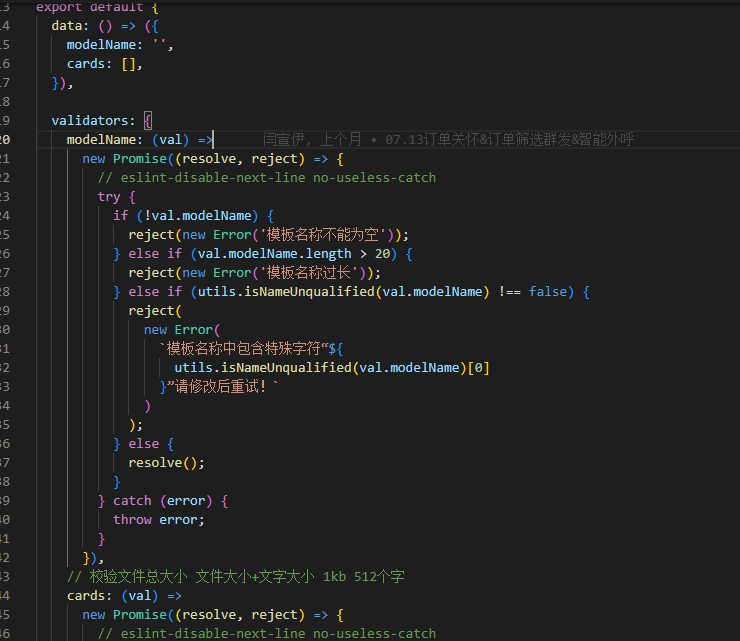 13 export default {
14 data: () => ({
15 modelName: '',
16 cards: [],
17 }),
18
19 validators: {
20 modelName: (val) => 闫宣伊, 上个月 • 07.13订单关怀&订单筛选群发&智能外呼
21 new Promise((resolve, reject) => {
22 // eslint-disable-next-line no-useless-catch
23 try {
24 if (!val.modelName) {
25 reject(new Error('模板名称不能为空'));
26 } else if (val.modelName.length > 20) {
27 reject(new Error('模板名称过长'));
28 } else if (utils.isNameUnqualified(val.modelName) !== false) {
29 reject(
30 new Error(
31 `模板名称中包含特殊字符“${
32 utils.isNameUnqualified(val.modelName)[0]
33 }”请修改后重试！`
34 )
35 );
36 } else {
37 resolve();
38 }
39 } catch (error) {
40 throw error;
41 }
42 }),
43 // 校验文件总大小 文件大小+文字大小 1kb 512个字
44 cards: (val) =>
45 new Promise((resolve, reject) => {
46 // eslint-disable-next-line no-useless-catch